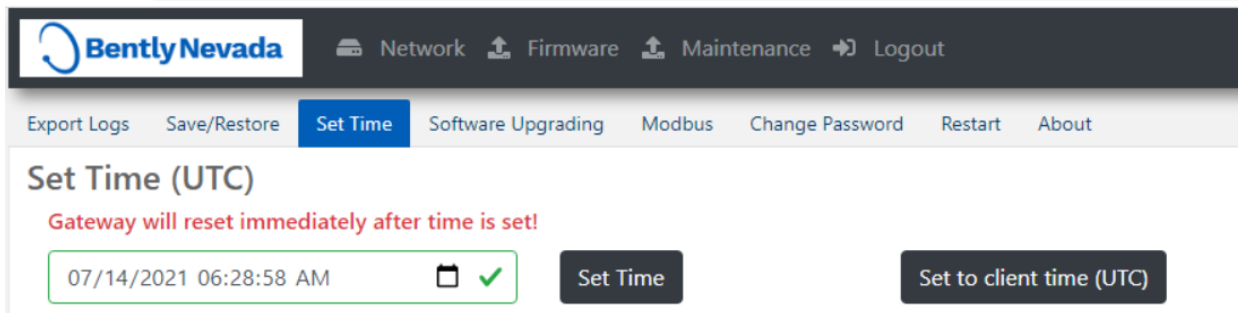 Bently Nevada Network Firmware Maintenance Logout
Export Logs Save/Restore Set Time Software Upgrading Modbus Change Password Restart About
Set Time (UTC)
Gateway will reset immediately after time is set!
07/14/2021 06:28:58 AM Set Time Set to client time (UTC)